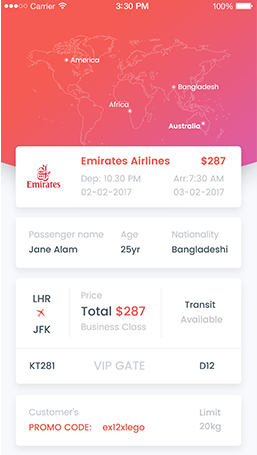 Carrier 3:30 PM 100%
America
Bangladesh
Africa
Australia
Emirates Airlines $287
Emirates
Dep: 10.30 PM Arr:7:30 AM
02-02-2017 03-02-2017
Passenger name Age Nationality
Jane Alam 25yr Bangladeshi
LHR Price Transit
Total $287
JFK Business Class Available
KT281 VIP GATE D12
Customer's Limit
PROMO CODE: ex12xlego 20kg